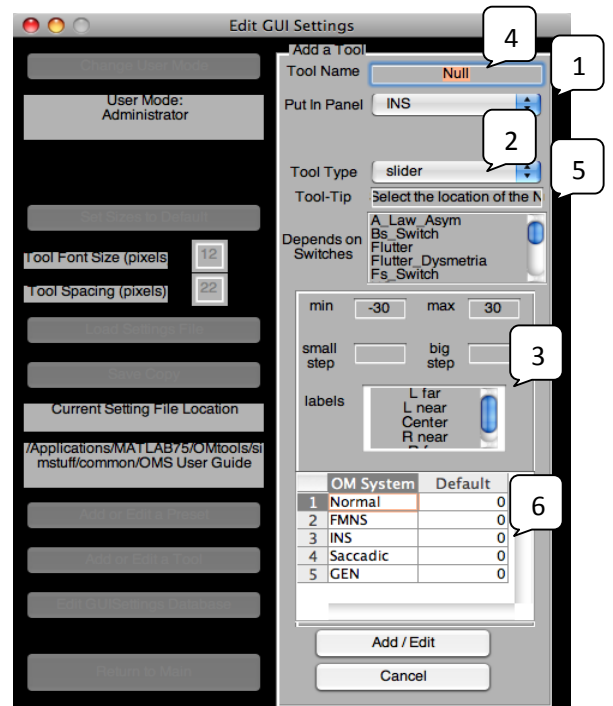 Edit GUI Settings
Change User Mode
User Mode:
Administrator
Set Sizes to Default
Tool Font Size (pixels
12
Tool Spacing (pixels)
22
Load Settings File
Save Copy
Current Setting File Location
/Applications/MATLAB75/OMtools/si
mstuff/common/OMS User Guide
Add or Edit a Preset
Add or Edit a Tool
Edit GUISettings Database
Return to Main
Add a Tool
Tool Name
Null
4
Put In Panel
INS
1
Tool Type
slider
2
Tool-Tip
Select the location of the N
5
Depends on
Switches
A_Law_Asym
Bs_Switch
Flutter
Flutter_Dysmetria
Fs_Switch
min -30 max 30
small
step
big
step
3
labels
L far
L near
Center
R near
OM System Default
1 Normal 0
2 FMNS 0
3 INS 0
4 Saccadic 0
5 GEN 0
6
Add / Edit
Cancel